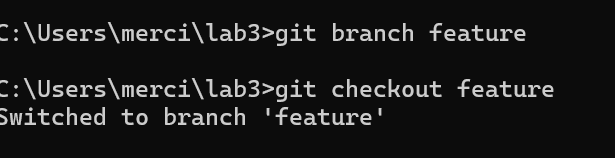 C:\Users\merci\lab3>git branch feature
C:\Users\merci\lab3>git checkout feature
Switched to branch 'feature'